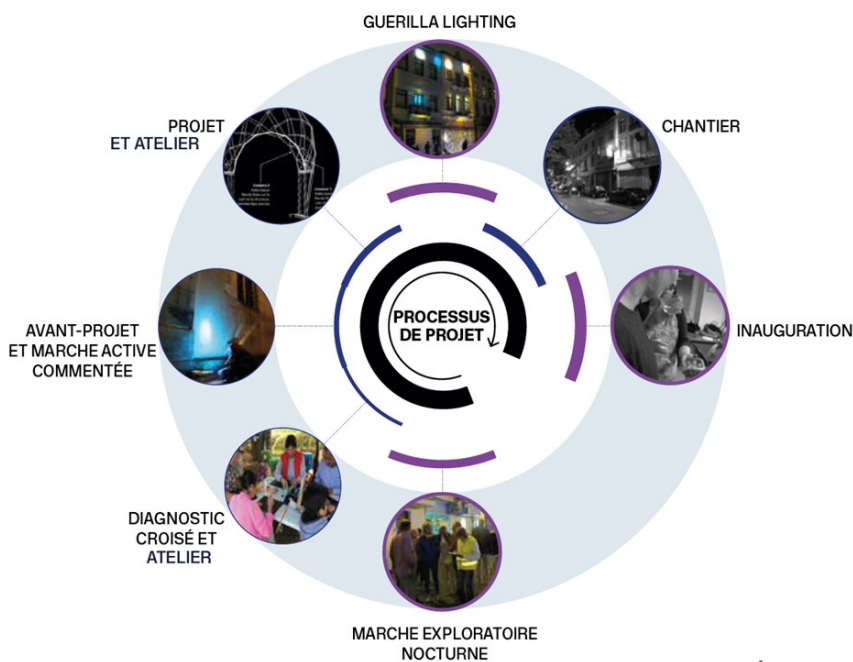 GUERILLA LIGHTING
PROJET
ET ATELIER
CHANTIER
PROCESSUS
DE PROJET
AVANT-PROJET
ET MARCHE ACTIVE
COMMENTÉE
INAUGURATION
DIAGNOSTIC
CROISÉ ET
ATELIER
MARCHE EXPLORATOIRE
NOCTURNE